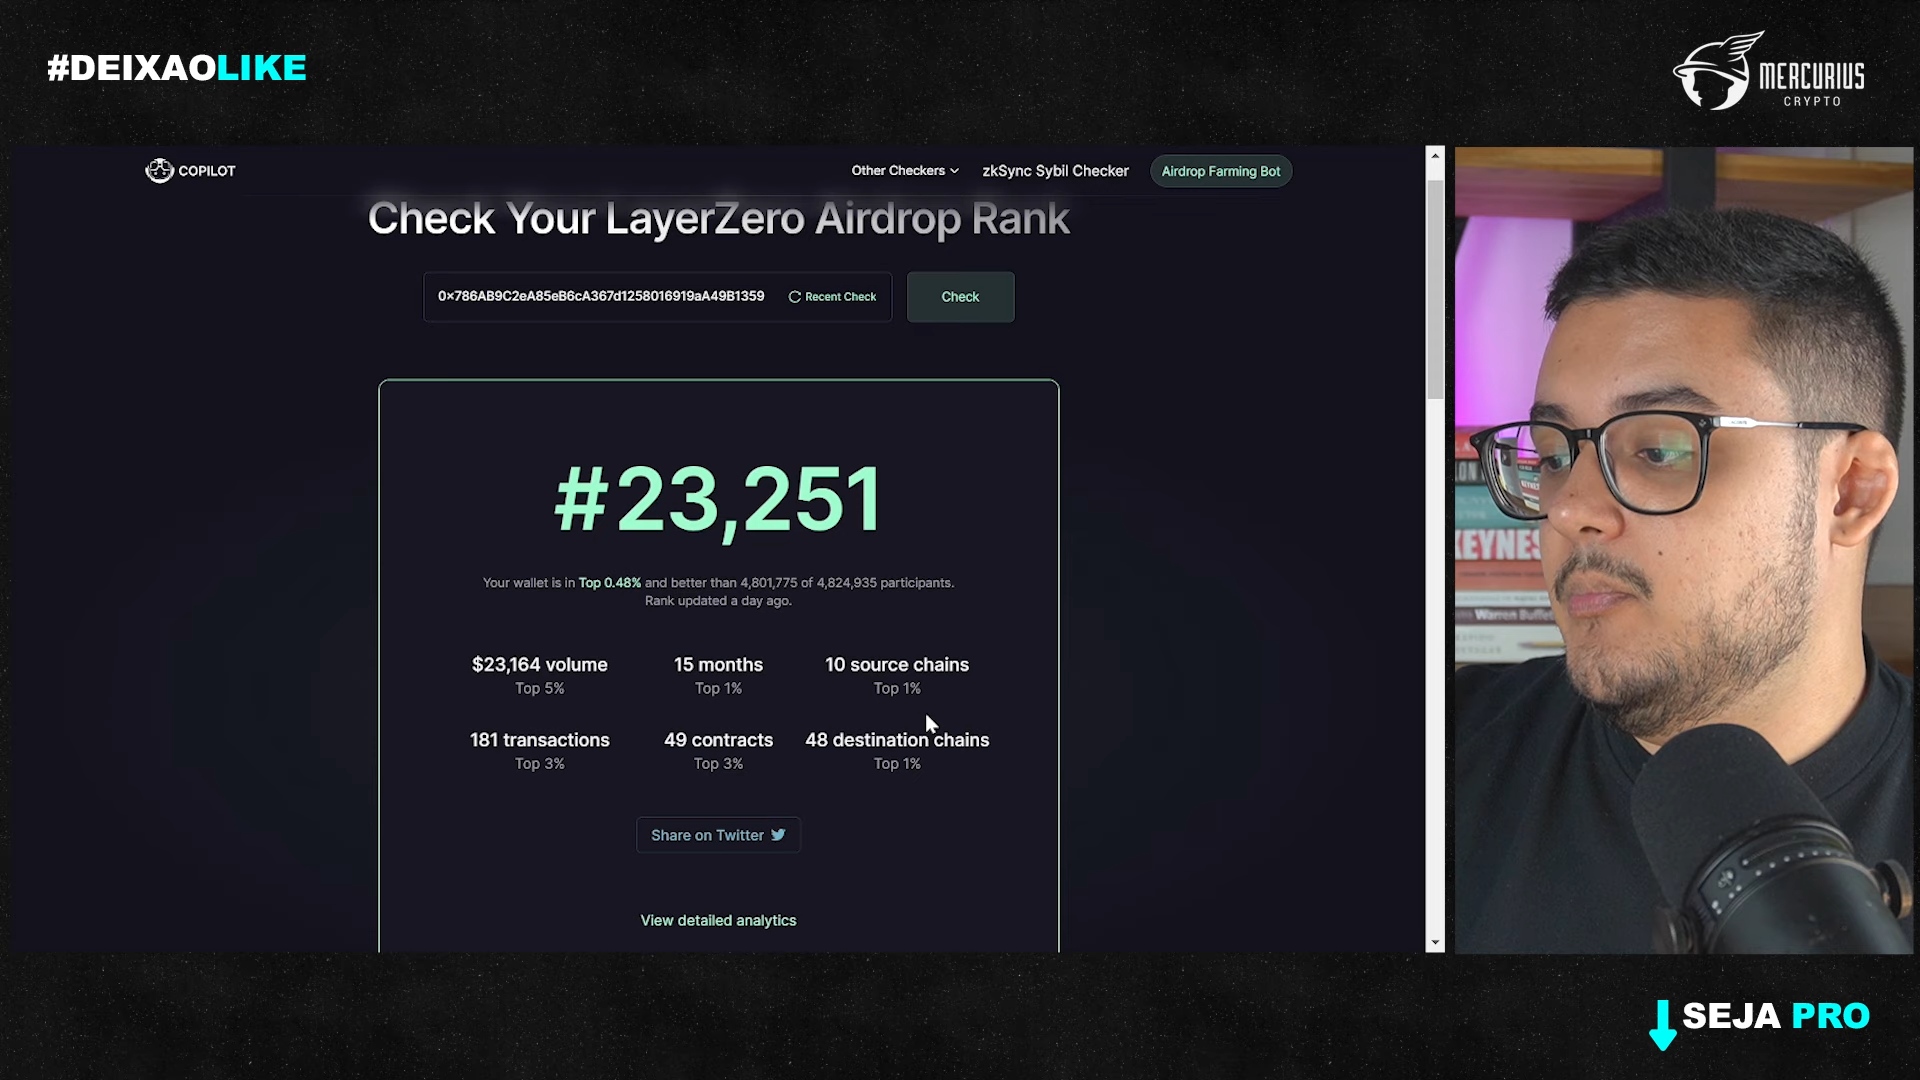 #DEIXAOLIKE
MERCURIUS
CRYPTO
COPILOT
Other Checkers
zkSync Sybil Checker
Airdrop Farming Bot
Check Your LayerZero Airdrop Rank
0x786AB9C2eA85eB6cA367d1258016919aA49B1359
Recent Check
Check
#23,251
Your wallet is in Top 0.48% and better than 4,801,775 of 4,824,935 participants.
Rank updated a day ago.
$23,164 volume
Top 5%
15 months
Top 1%
10 source chains
Top 1%
181 transactions
Top 3%
49 contracts
Top 3%
48 destination chains
Top 1%
Share on Twitter
View detailed analytics
KEYNES
Warren Buffet
SEJA PRO